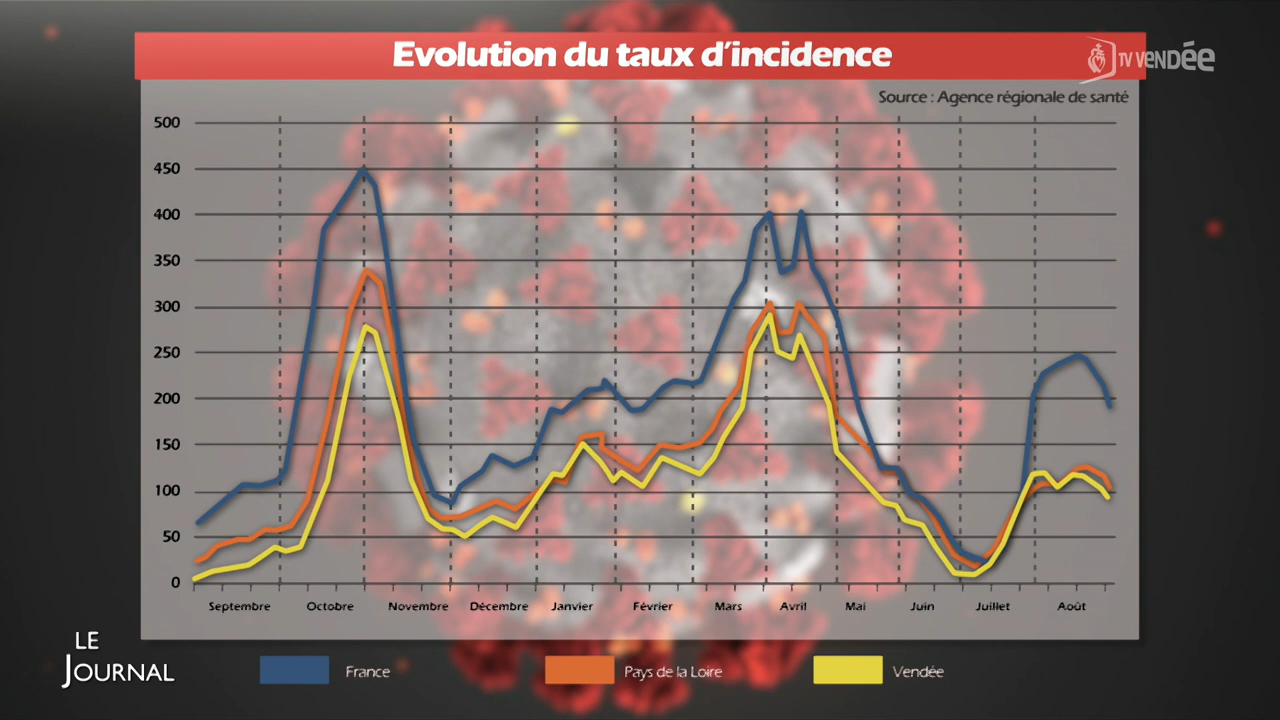 Evolution du taux d'incidence
TV VENDÉE
Source : Agence régionale de santé
500
450
400
350
300
250
200
150
100
50
0
Septembre Octobre Novembre Décembre Janvier Février Mars Avril Mai Juin Juillet Août
LE
JOURNAL
France Pays de la Loire Vendée